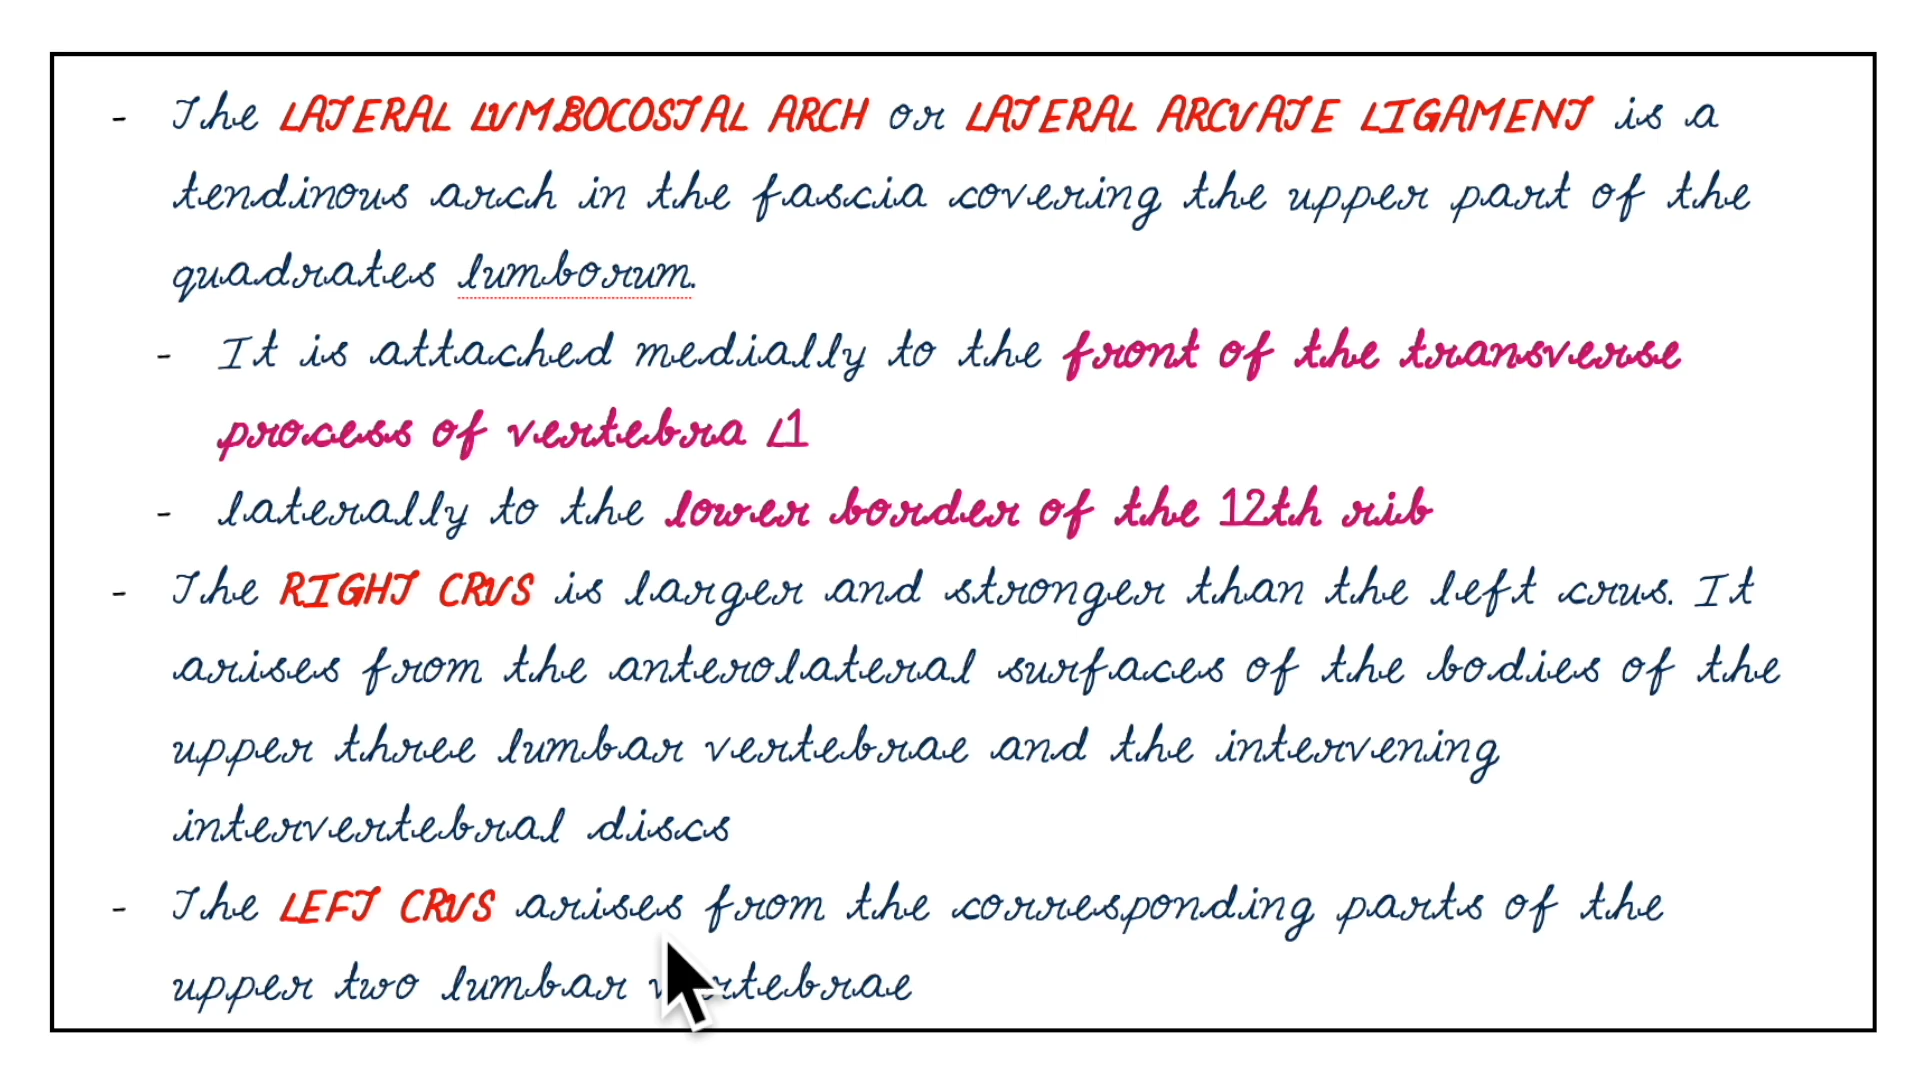 - The LATERAL LUMBOCOSTAL ARCH or LATERAL ARCUATE LIGAMENT is a
tendinous arch in the fascia covering the upper part of the
quadrates lumborum.
- It is attached medially to the front of the transverse
process of vertebra L1
- laterally to the lower border of the 12th rib
- The RIGHT CRUS is larger and stronger than the left crus. It
arises from the anterolateral surfaces of the bodies of the
upper three lumbar vertebrae and the intervening
intervertebral discs
- The LEFT CRUS arises from the corresponding parts of the
upper two lumbar vertebrae